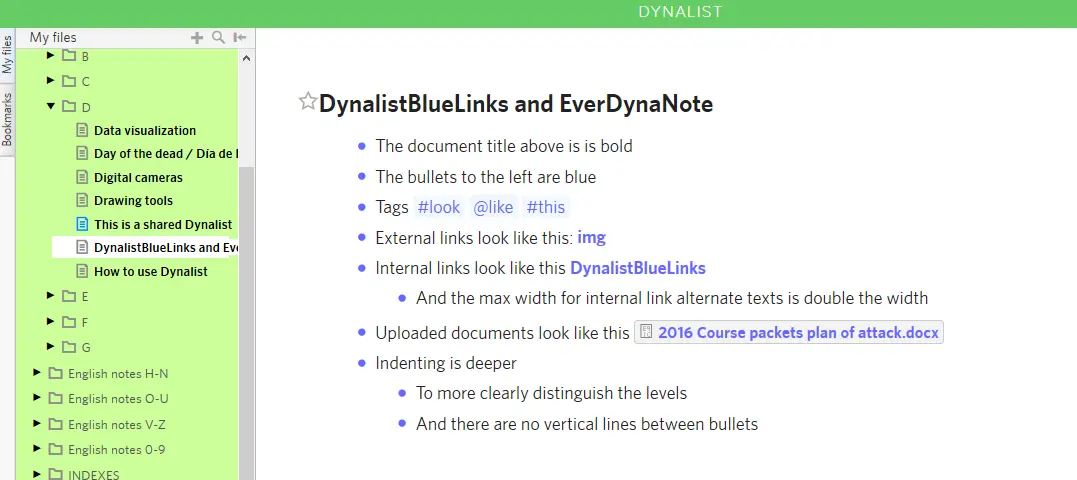 DYNALIST
My files
My files
Bookmarks
B
C
D
Data visualization
Day of the dead / Día de
Digital cameras
Drawing tools
This is a shared Dynalist
DynalistBlueLinks and Eve
How to use Dynalist
E
F
G
English notes H-N
English notes O-U
English notes V-Z
English notes 0-9
INDEXES
DynalistBlueLinks and EverDynaNote
The document title above is is bold
The bullets to the left are blue
Tags #look @like #this
External links look like this: img
Internal links look like this DynalistBlueLinks
And the max width for internal link alternate texts is double the width
Uploaded documents look like this 2016 Course packets plan of attack.docx
Indenting is deeper
To more clearly distinguish the levels
And there are no vertical lines between bullets